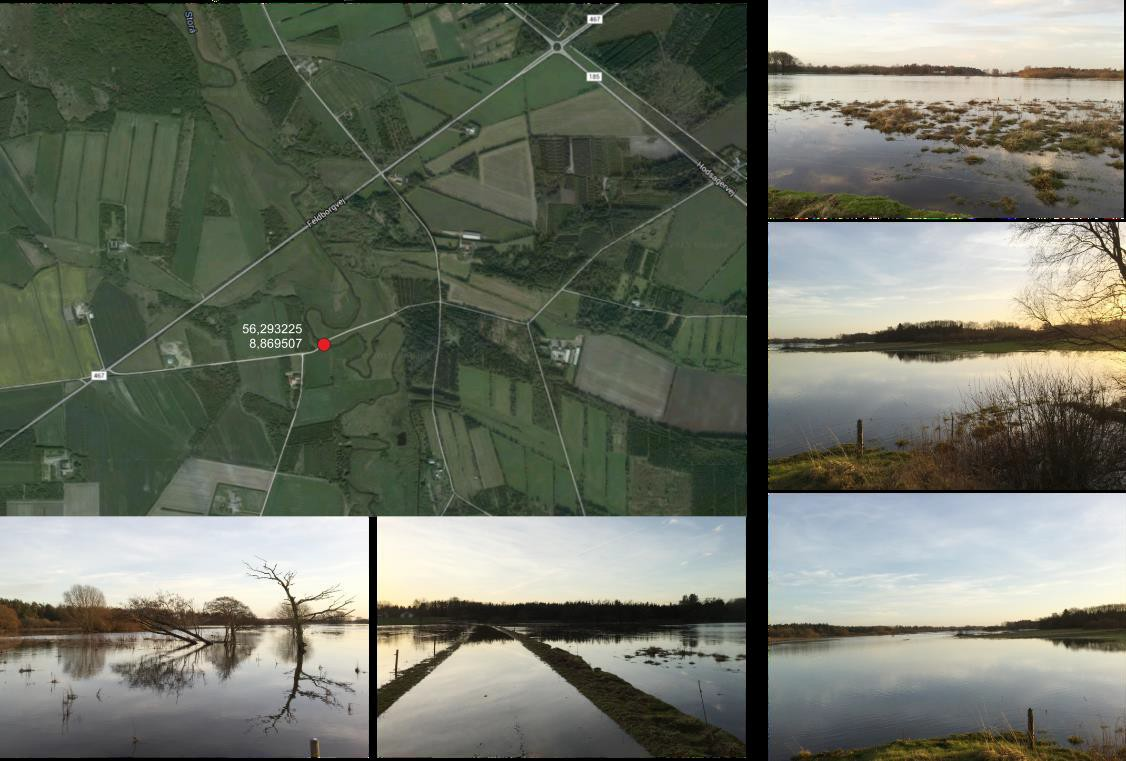 Storå
467
185
Hodsagervej
Feldborgvej
56,293225
8,869507
467